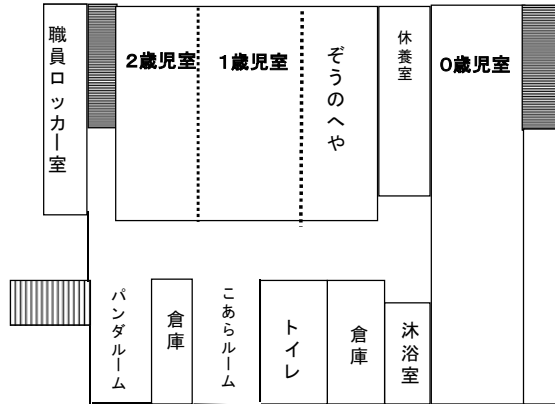 職員ロッカー室
2歳児室
1歳児室
ぞうのへや
休養室
0歳児室
パンダルーム
倉庫
こあらルーム
トイレ
倉庫
沐浴室